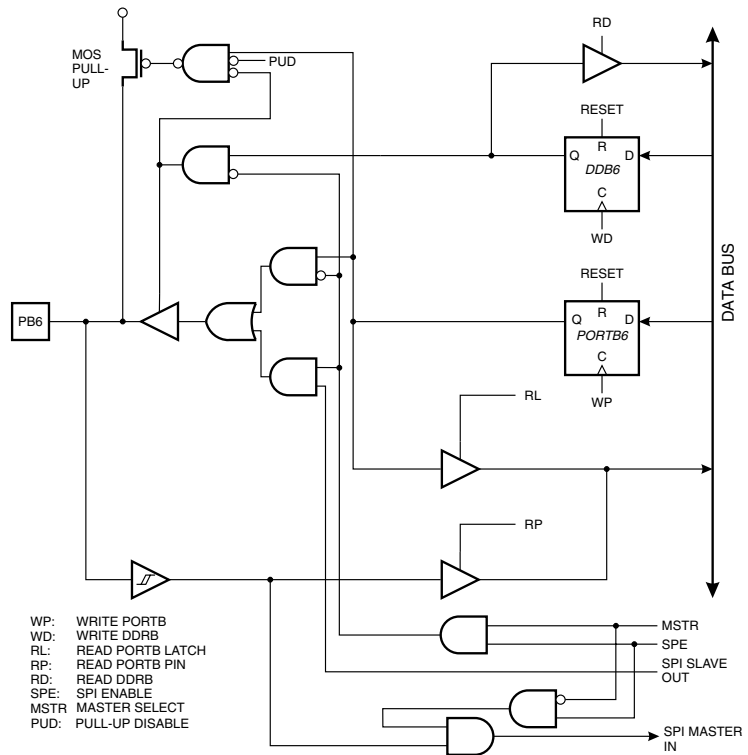 RD
MOS
PULL-
UP
PUD
RESET
R
Q
D
DDB6
C
WD
DATA BUS
RESET
R
Q
D
PORTB6
C
WP
PB6
RL
RP
MSTR
SPE
SPI SLAVE
OUT
SPI MASTER
IN
WP: WRITE PORTB
WD: WRITE DDRB
RL: READ PORTB LATCH
RP: READ PORTB PIN
RD: READ DDRB
SPE: SPI ENABLE
MSTR MASTER SELECT
PUD: PULL-UP DISABLE